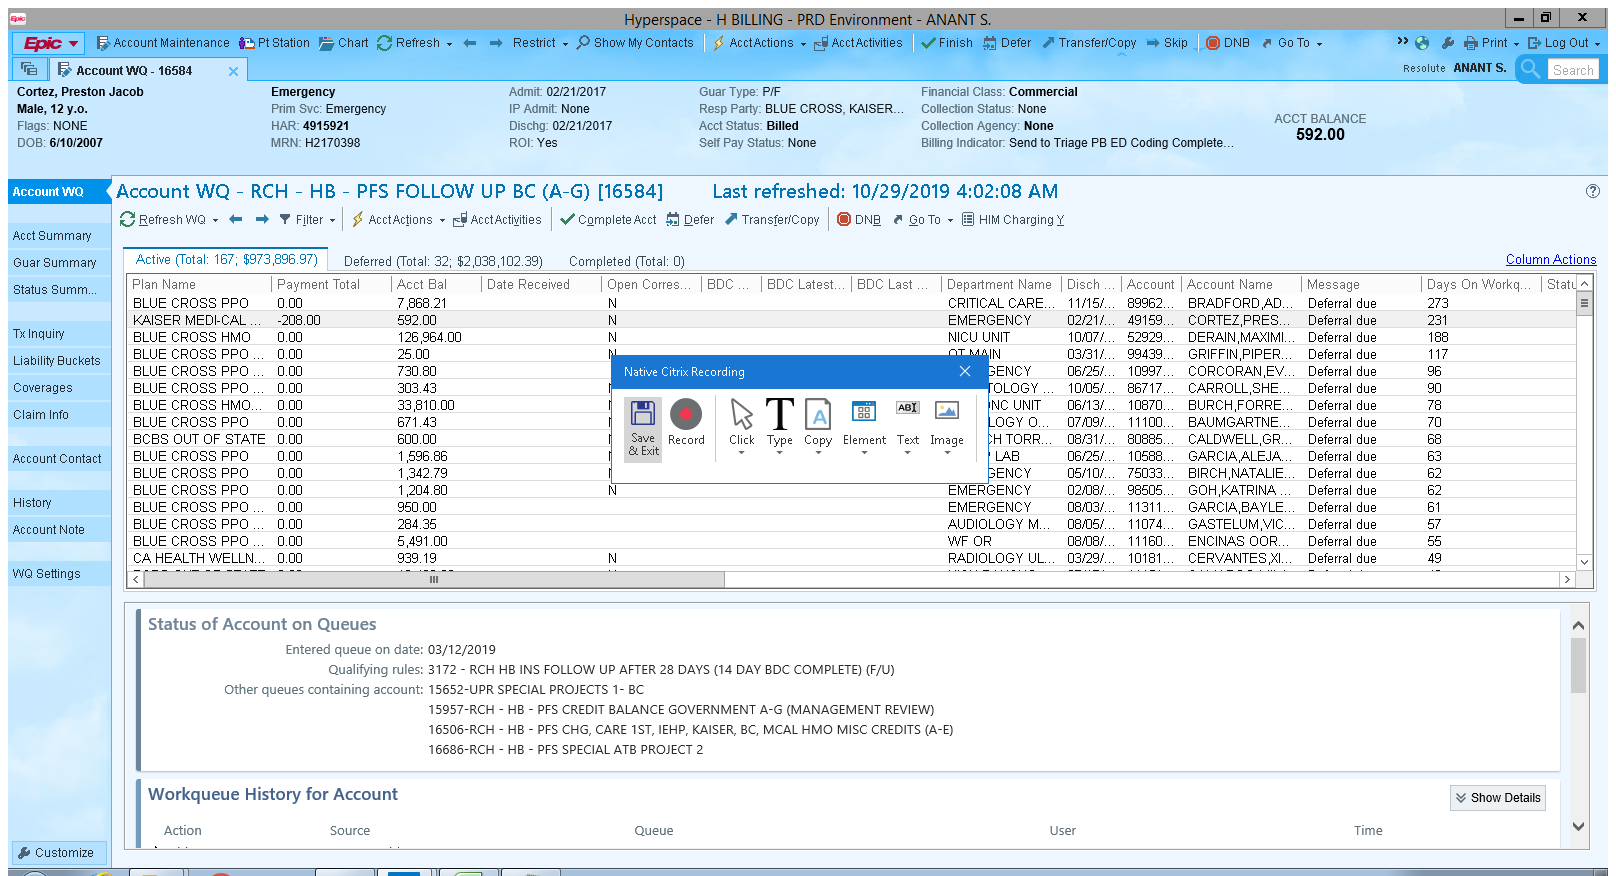 Epic
Hyperspace - H BILLING - PRD Environment - ANANT S.
Epic Account Maintenance Pt Station Chart Refresh Restrict Show My Contacts AcctActions AcctActivities Finish Defer Transfer/Copy Skip DNB Go To Print Log Out
Account WQ - 16584 Resolute ANANT S. Search
Cortez, Preston Jacob Emergency Admit: 02/21/2017 Guar Type: P/F Financial Class: Commercial
Male, 12 y.o. Prim Svc: Emergency IP Admit: None Resp Party: BLUE CROSS, KAISER... Collection Status: None
Flags: NONE HAR: 4915921 Dischg: 02/21/2017 Acct Status: Billed Collection Agency: None
DOB: 6/10/2007 MRN: H2170398 ROI: Yes Self Pay Status: None Billing Indicator: Send to Triage PB ED Coding Complete...
ACCT BALANCE
592.00
Account WQ
Acct Summary
Guar Summary
Status Summ...
Tx Inquiry
Liability Buckets
Coverages
Claim Info
Account Contact
History
Account Note
WQ Settings
Customize
Account WQ - RCH - HB - PFS FOLLOW UP BC (A-G) [16584] Last refreshed: 10/29/2019 4:02:08 AM
Refresh WQ Filter AcctActions AcctActivities Complete Acct Defer Transfer/Copy DNB Go To HIM Charging Y
Active (Total: 167; $973,896.97) Deferred (Total: 32; $2,038,102.39) Completed (Total: 0) Column Actions
Plan Name Payment Total Acct Bal Date Received Open Corres... BDC ... BDC Latest... BDC Last ... Department Name Disch ... Account Account Name Message Days On Workq... Statu
BLUE CROSS PPO 0.00 7,868.21 N CRITICAL CARE... 11/15/... 89962... BRADFORD,AD... Deferral due 273
KAISER MEDI-CAL ... -208.00 592.00 N EMERGENCY 02/21/... 49159... CORTEZ,PRES... Deferral due 231
BLUE CROSS HMO 0.00 126,964.00 N NICU UNIT 10/07/... 52929... DERAIN,MAXIMI... Deferral due 188
BLUE CROSS PPO ... 0.00 25.00 N OT MAIN 03/31/... 99439... GRIFFIN,PIPER... Deferral due 117
BLUE CROSS PPO ... 0.00 730.80 GENCY 06/25/... 10997... CORCORAN,EV... Deferral due 96
BLUE CROSS PPO 0.00 303.43 TOLOGY 10/05/... 86717... CARROLL,SHE... Deferral due 90
BLUE CROSS HMO... 0.00 33,810.00 ONC UNIT 06/13/... 10870... BURCH,FORRE... Deferral due 78
BLUE CROSS PPO 0.00 671.43 LOGY O... 07/09/... 11100... BAUMGARTNE... Deferral due 70
BCBS OUT OF STATE 0.00 600.00 CH TORR... 08/31/... 80885... CALDWELL,GR... Deferral due 68
BLUE CROSS PPO 0.00 1,596.86 LAB 06/25/... 10588... GARCIA,ALEJA... Deferral due 63
BLUE CROSS PPO 0.00 1,342.79 GENCY 05/10/... 75033... BIRCH,NATALIE... Deferral due 62
BLUE CROSS PPO 0.00 1,204.80 N EMERGENCY 02/08/... 98505... GOH,KATRINA ... Deferral due 62
BLUE CROSS PPO ... 0.00 950.00 EMERGENCY 08/03/... 11311... GARCIA,BAYLE... Deferral due 61
BLUE CROSS PPO ... 0.00 284.35 AUDIOLOGY M... 08/05/... 11074... GASTELUM,VIC... Deferral due 57
BLUE CROSS PPO ... 0.00 5,491.00 WF OR 08/08/... 11160... ENCINAS OOR... Deferral due 55
CA HEALTH WELLN... 0.00 939.19 N RADIOLOGY UL... 03/29/... 10181... CERVANTES,XI... Deferral due 49
Native Citrix Recording
Save & Exit Record Click Type Copy Element Text Image
Status of Account on Queues
Entered queue on date: 03/12/2019
Qualifying rules: 3172 - RCH HB INS FOLLOW UP AFTER 28 DAYS (14 DAY BDC COMPLETE) (F/U)
Other queues containing account: 15652-UPR SPECIAL PROJECTS 1- BC
15957-RCH - HB - PFS CREDIT BALANCE GOVERNMENT A-G (MANAGEMENT REVIEW)
16506-RCH - HB - PFS CHG, CARE 1ST, IEHP, KAISER, BC, MCAL HMO MISC CREDITS (A-E)
16686-RCH - HB - PFS SPECIAL ATB PROJECT 2
Workqueue History for Account Show Details
Action Source Queue User Time